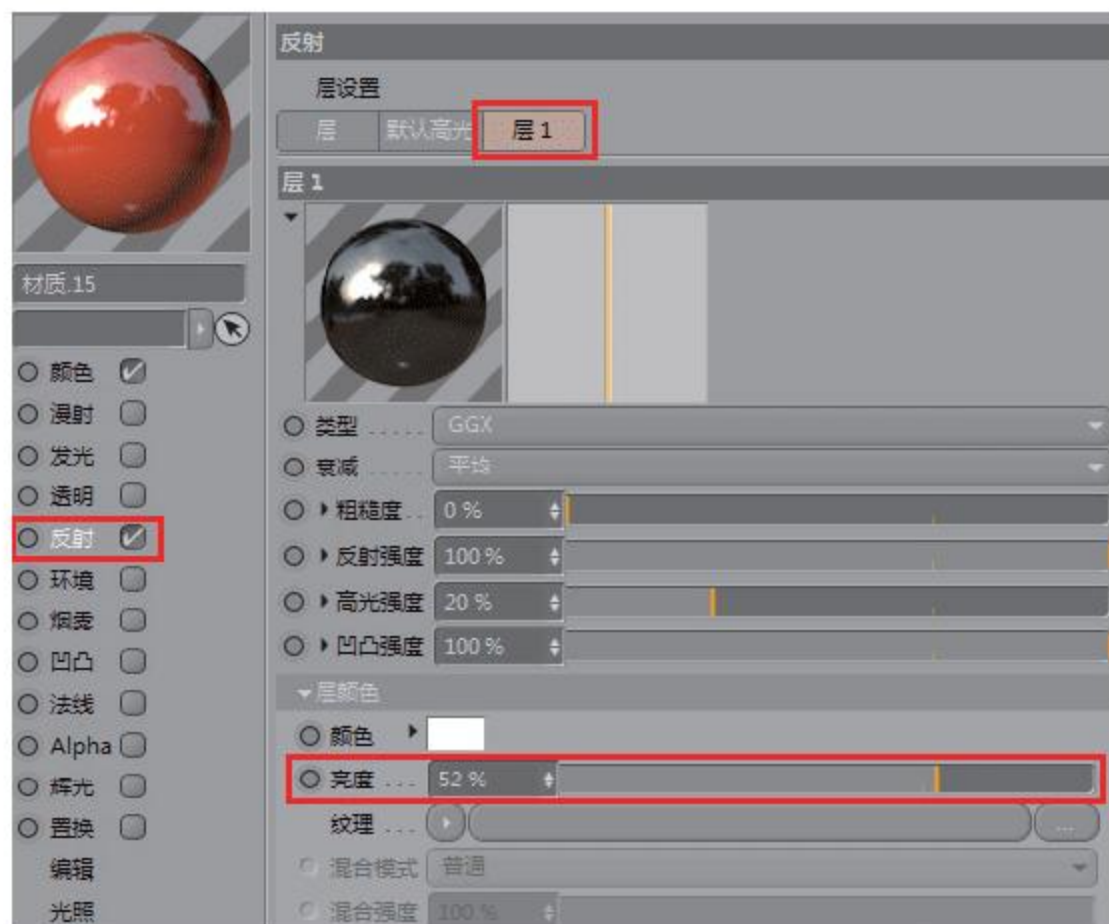 材质.15
颜色
漫射
发光
透明
反射
环境
烟雾
凹凸
法线
Alpha
辉光
置换
编辑
光照
反射
层设置
层 默认高光 层 1
层 1
类型 ..... GGX
衰减 ..... 平均
粗糙度 .. 0 %
反射强度 100 %
高光强度 20 %
凹凸强度 100 %
层颜色
颜色
亮度 ... 52 %
纹理 ... ...
混合模式 普通
混合强度 100 %